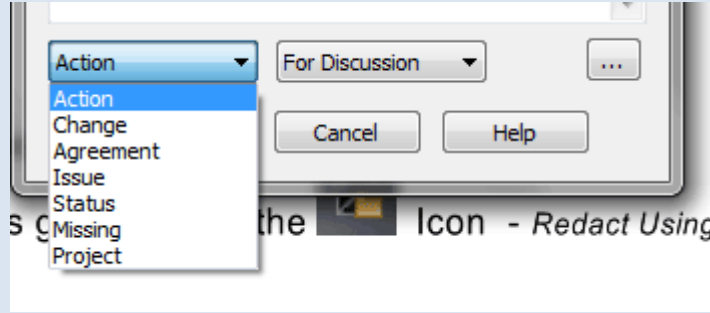 Action For Discussion ...
Action
Change
Agreement
Issue
Status
Missing
Project
Cancel Help
the Icon - Redact Using